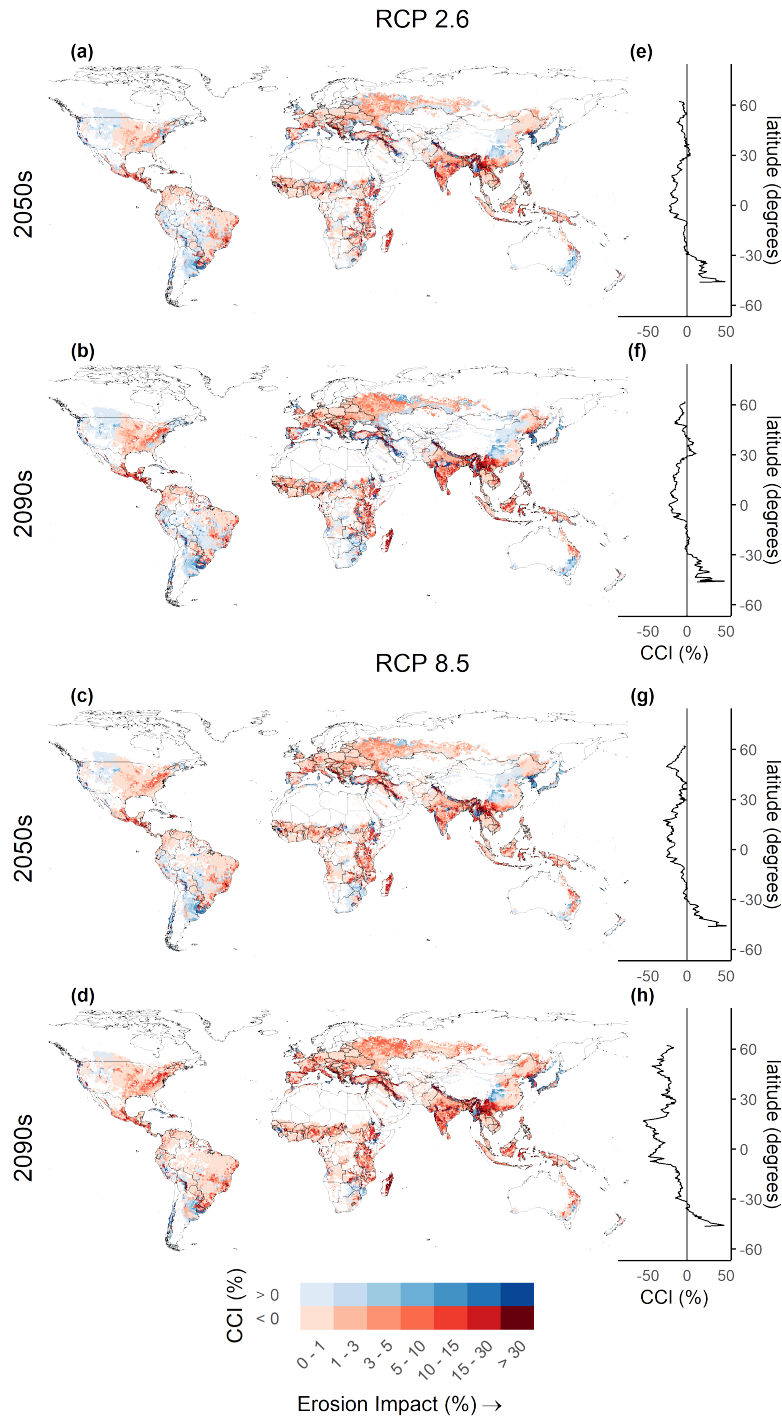 RCP 2.6
(a)
(e)
2050s
60
30
0
-30
-60
latitude (degrees)
-50 0 50
(b)
(f)
2090s
60
30
0
-30
-60
latitude (degrees)
-50 0 50
CCI (%)
RCP 8.5
(c)
(g)
2050s
60
30
0
-30
-60
latitude (degrees)
-50 0 50
(d)
(h)
2090s
60
30
0
-30
-60
latitude (degrees)
-50 0 50
CCI (%)
CCI (%)
> 0
< 0
0 - 1
1 - 3
3 - 5
5 - 10
10 - 15
15 - 30
> 30
Erosion Impact (%) →